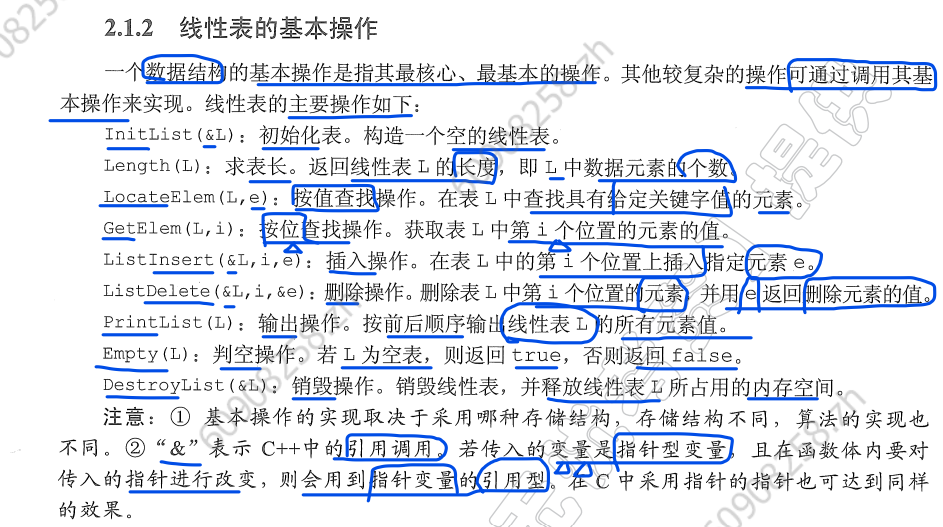 2.1.2 线性表的基本操作
一个数据结构的基本操作是指其最核心、最基本的操作。其他较复杂的操作可通过调用其基
本操作来实现。线性表的主要操作如下：
InitList(&L)：初始化表。构造一个空的线性表。
Length(L)：求表长。返回线性表 L 的长度，即 L 中数据元素的个数
LocateElem(L,e)：按值查找操作。在表 L 中查找具有给定关键字值的元素。
GetElem(L,i)：按位查找操作。获取表 L 中第 i 个位置的元素的值。
ListInsert(&L,i,e)：插入操作。在表 L 中的第 i 个位置上插入指定元素 e。
ListDelete(&L,i,&e)：删除操作。删除表 L 中第 i 个位置的元素，并用 e 返回删除元素的值。
PrintList(L)：输出操作。按前后顺序输出线性表 L 的所有元素值。
Empty(L)：判空操作。若 L 为空表，则返回 true，否则返回 false。
DestroyList(&L)：销毁操作。销毁线性表，并释放线性表 L 所占用的内存空间。
注意：① 基本操作的实现取决于采用哪种存储结构，存储结构不同，算法的实现也
不同。②“&”表示 C++中的引用调用。若传入的变量是指针型变量，且在函数体内要对
传入的指针进行改变，则会用到指针变量的引用型。在 C 中采用指针的指针也可达到同样
的效果。